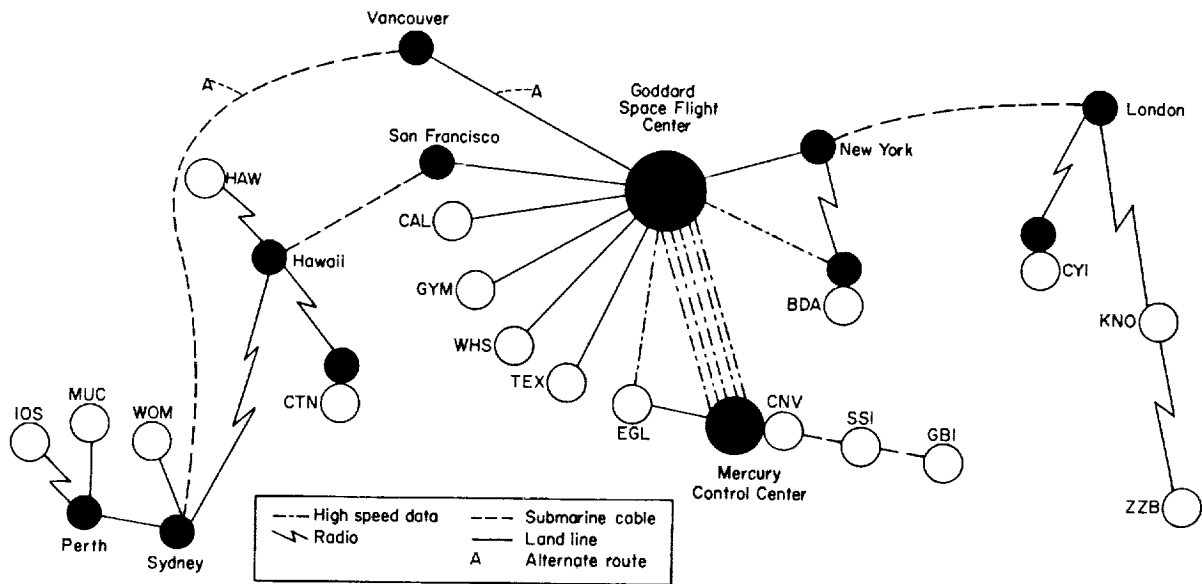 Vancouver
A
A
Goddard
Space Flight
Center
London
San Francisco
New York
HAW
CAL
Hawaii
GYM
BDA
CYI
KNO
WHS
TEX
MUC
IOS
WOM
CTN
EGL
CNV
SSI
GBI
Mercury
Control Center
ZZB
Perth
Sydney
High speed data
Submarine cable
Radio
Land line
A Alternate route